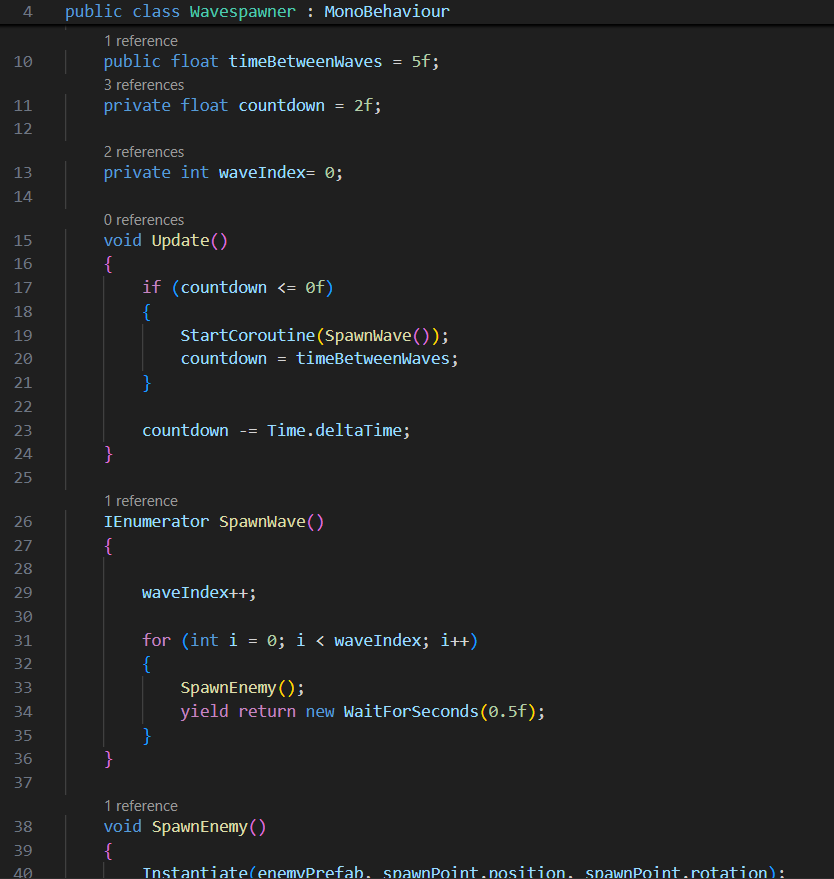 4 public class Wavespawner : MonoBehaviour
1 reference
10 public float timeBetweenWaves = 5f;
3 references
11 private float countdown = 2f;
12
2 references
13 private int waveIndex= 0;
14
0 references
15 void Update()
16 {
17 if (countdown <= 0f)
18 {
19 StartCoroutine(SpawnWave());
20 countdown = timeBetweenWaves;
21 }
22
23 countdown -= Time.deltaTime;
24 }
25
1 reference
26 IEnumerator SpawnWave()
27 {
28
29 waveIndex++;
30
31 for (int i = 0; i < waveIndex; i++)
32 {
33 SpawnEnemy();
34 yield return new WaitForSeconds(0.5f);
35 }
36 }
37
1 reference
38 void SpawnEnemy()
39 {
40 Instantiate(enemyPrefab, spawnPoint.position, spawnPoint.rotation);